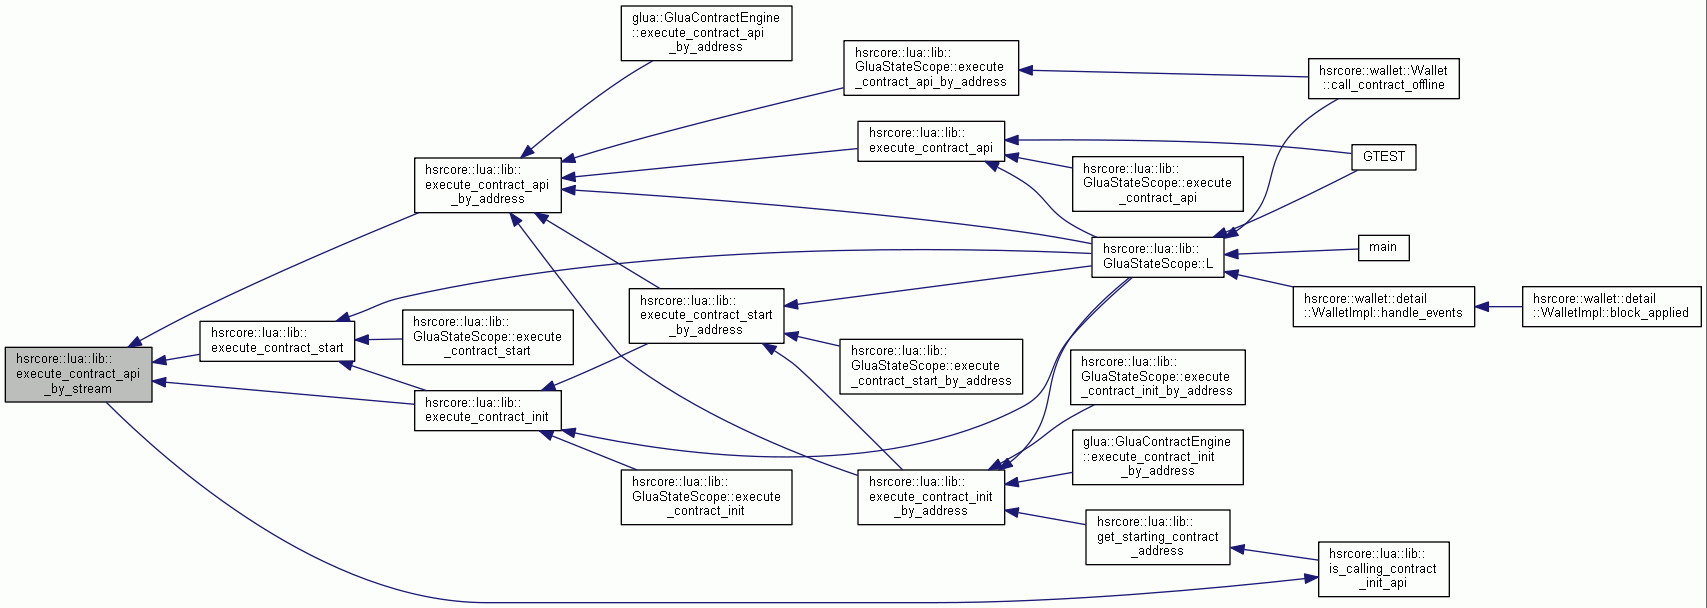 glua::GluaContractEngine
::execute_contract_api
_by_address
hsrcore::lua::lib::
GluaStateScope::execute
_contract_api_by_address
hsrcore::wallet::Wallet
::call_contract_offline
hsrcore::lua::lib::
execute_contract_api
GTEST
hsrcore::lua::lib::
execute_contract_api
_by_address
hsrcore::lua::lib::
GluaStateScope::execute
_contract_api
hsrcore::lua::lib::
GluaStateScope::L
main
hsrcore::lua::lib::
execute_contract_start
_by_address
hsrcore::wallet::detail
::WalletImpl::handle_events
hsrcore::wallet::detail
::WalletImpl::block_applied
hsrcore::lua::lib::
execute_contract_start
hsrcore::lua::lib::
GluaStateScope::execute
_contract_start
hsrcore::lua::lib::
execute_contract_api
_by_stream
hsrcore::lua::lib::
GluaStateScope::execute
_contract_start_by_address
hsrcore::lua::lib::
GluaStateScope::execute
_contract_init_by_address
hsrcore::lua::lib::
execute_contract_init
glua::GluaContractEngine
::execute_contract_init
_by_address
hsrcore::lua::lib::
GluaStateScope::execute
_contract_init
hsrcore::lua::lib::
execute_contract_init
_by_address
hsrcore::lua::lib::
get_starting_contract
_address
hsrcore::lua::lib::
is_calling_contract
_init_api